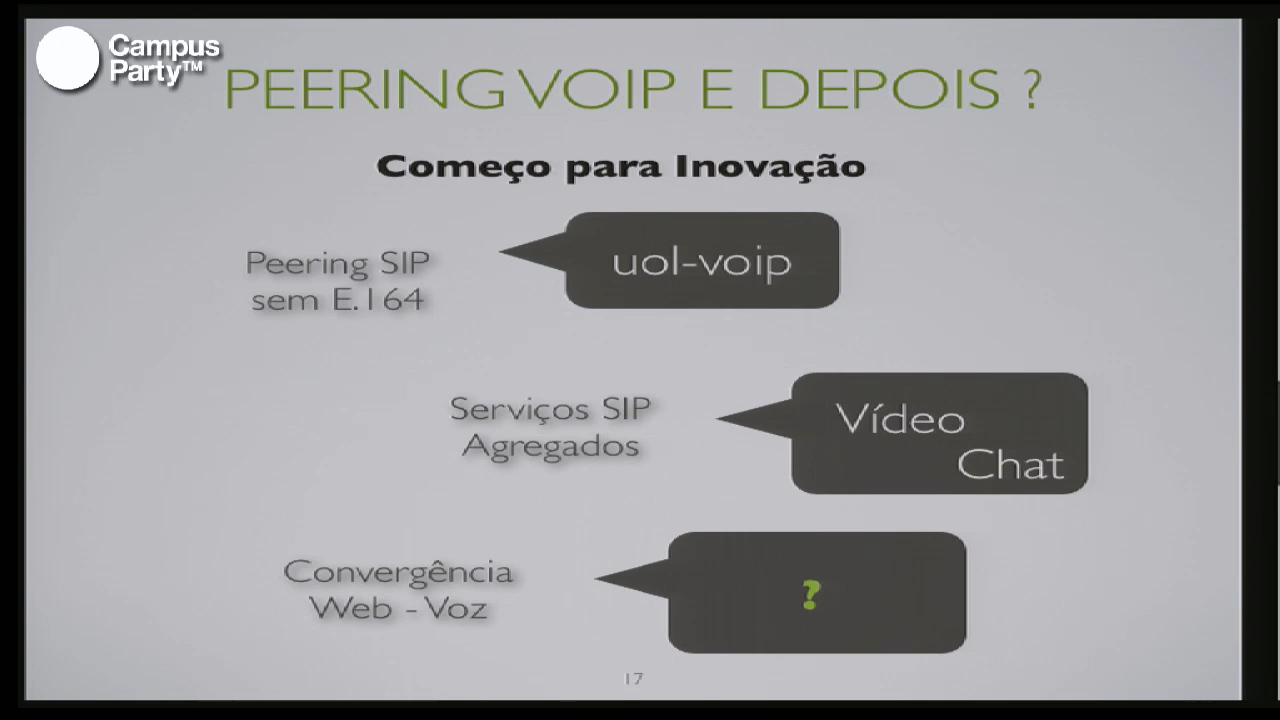 Campus
Party™
PEERING VOIP E DEPOIS ?
Começo para Inovação
Peering SIP
sem E.164
uol-voip
Serviços SIP
Agregados
Vídeo
Chat
Convergência
Web - Voz
?
17